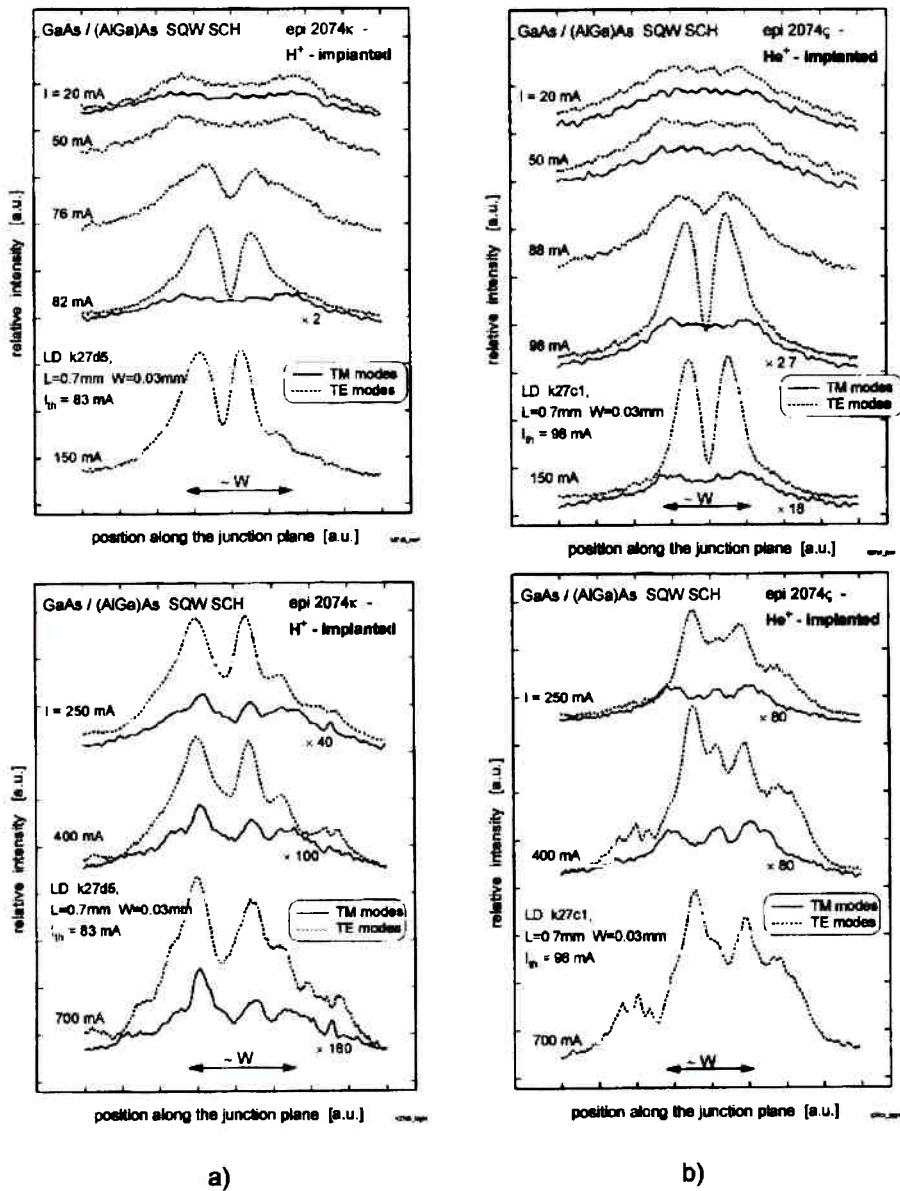 GaAs / (AlGa)As SQW SCH epi 2074κ -
H⁺ - implanted
I = 20 mA
50 mA
76 mA
82 mA
× 2
LD k27d5,
L=0.7mm W=0.03mm
I_th = 83 mA
TM modes
TE modes
150 mA
~ W
relative intensity [a.u.]
position along the junction plane [a.u.]
GaAs / (AlGa)As SQW SCH epi 2074ς -
He⁺ - implanted
I = 20 mA
50 mA
88 mA
98 mA
× 2.7
LD k27c1,
L=0.7mm W=0.03mm
I_th = 98 mA
TM modes
TE modes
150 mA
~ W
× 18
relative intensity [a.u.]
position along the junction plane [a.u.]
GaAs / (AlGa)As SQW SCH epi 2074κ -
H⁺ - implanted
I = 250 mA
× 40
400 mA
× 100
LD k27d5,
L=0.7mm W=0.03mm
I_th = 83 mA
TM modes
TE modes
700 mA
× 180
~ W
relative intensity [a.u.]
position along the junction plane [a.u.]
GaAs / (AlGa)As SQW SCH epi 2074ς -
He⁺ - implanted
I = 250 mA
× 80
400 mA
× 80
LD k27c1,
L=0.7mm W=0.03mm
I_th = 98 mA
TM modes
TE modes
700 mA
~ W
relative intensity [a.u.]
position along the junction plane [a.u.]
a)
b)